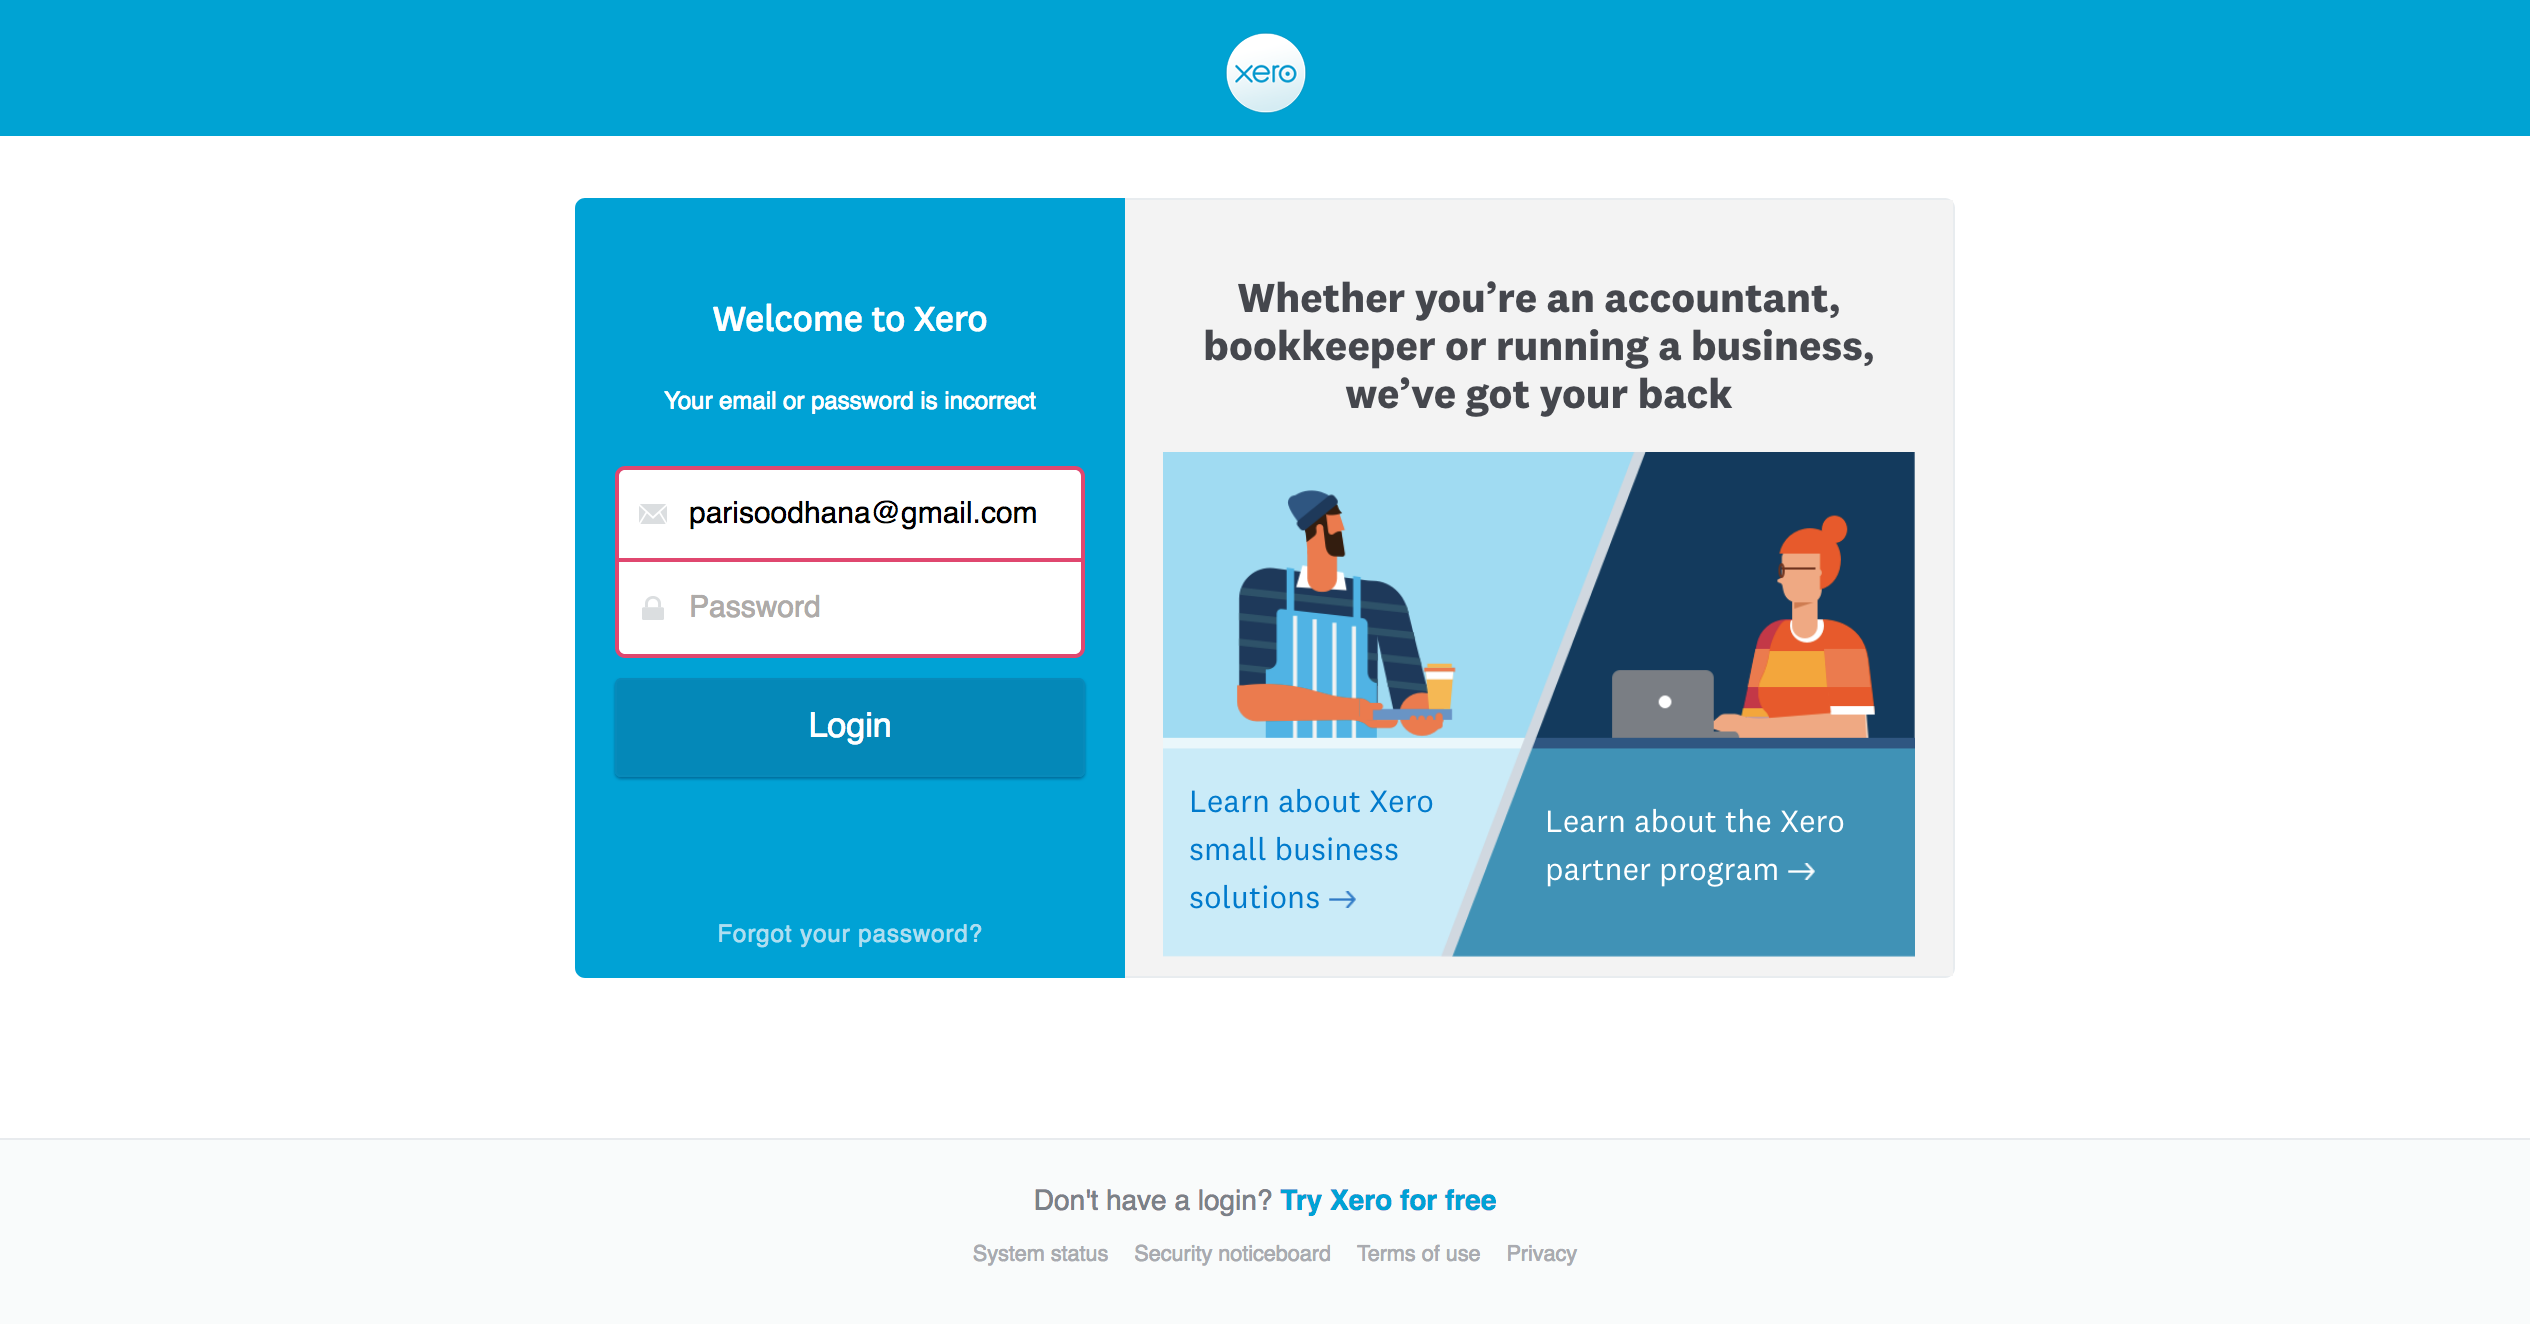 xero
Welcome to Xero
Your email or password is incorrect
parisoodhana@gmail.com
Password
Login
Forgot your password?
Whether you’re an accountant,
bookkeeper or running a business,
we’ve got your back
Learn about Xero
small business
solutions →
Learn about the Xero
partner program →
Don't have a login? Try Xero for free
System status Security noticeboard Terms of use Privacy